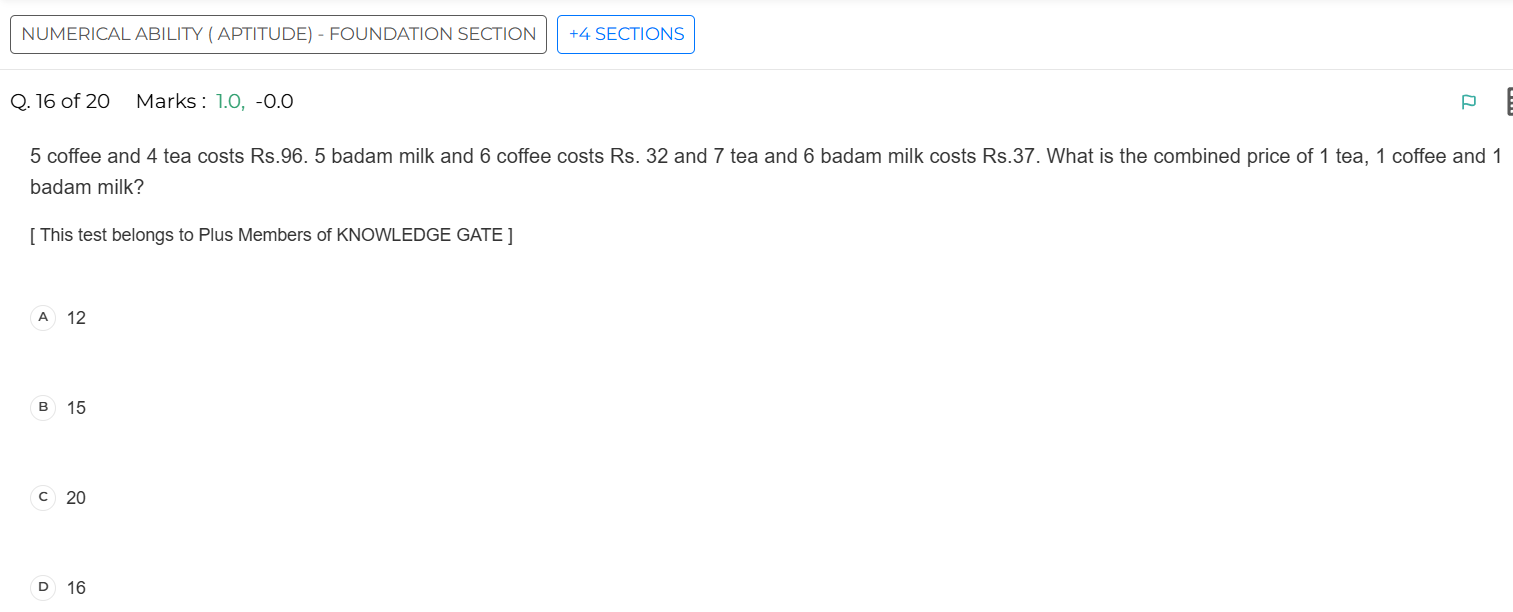 NUMERICAL ABILITY ( APTITUDE) - FOUNDATION SECTION
+4 SECTIONS
Q. 16 of 20 Marks : 1.0, -0.0
5 coffee and 4 tea costs Rs.96. 5 badam milk and 6 coffee costs Rs. 32 and 7 tea and 6 badam milk costs Rs.37. What is the combined price of 1 tea, 1 coffee and 1
badam milk?
[ This test belongs to Plus Members of KNOWLEDGE GATE ]
A 12
B 15
C 20
D 16